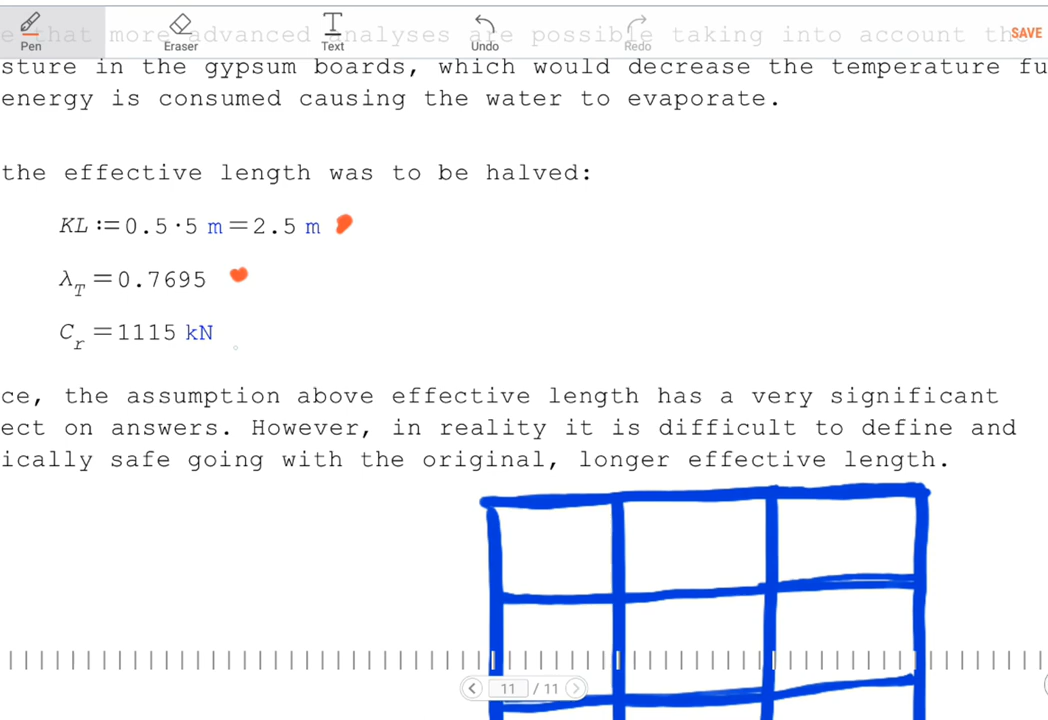 Pen
Eraser
Text
Undo
Redo
SAVE
e that more advanced analyses are possible taking into account the
sture in the gypsum boards, which would decrease the temperature fu
energy is consumed causing the water to evaporate.
the effective length was to be halved:
KL:=0.5·5 m=2.5 m
λ_T=0.7695
C_r=1115 kN
ce, the assumption above effective length has a very significant
ect on answers. However, in reality it is difficult to define and
ically safe going with the original, longer effective length.
11 / 11